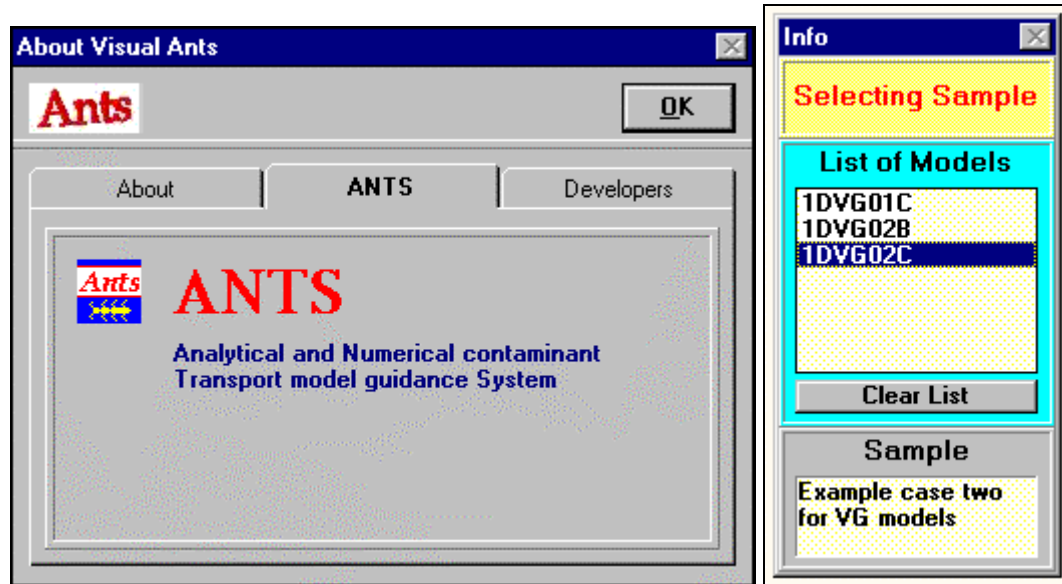 About Visual Ants
Ants
OK
About
ANTS
Developers
Ants
ANTS
Analytical and Numerical contaminant
Transport model guidance System
Info
Selecting Sample
List of Models
1DVG01C
1DVG02B
1DVG02C
Clear List
Sample
Example case two
for VG models